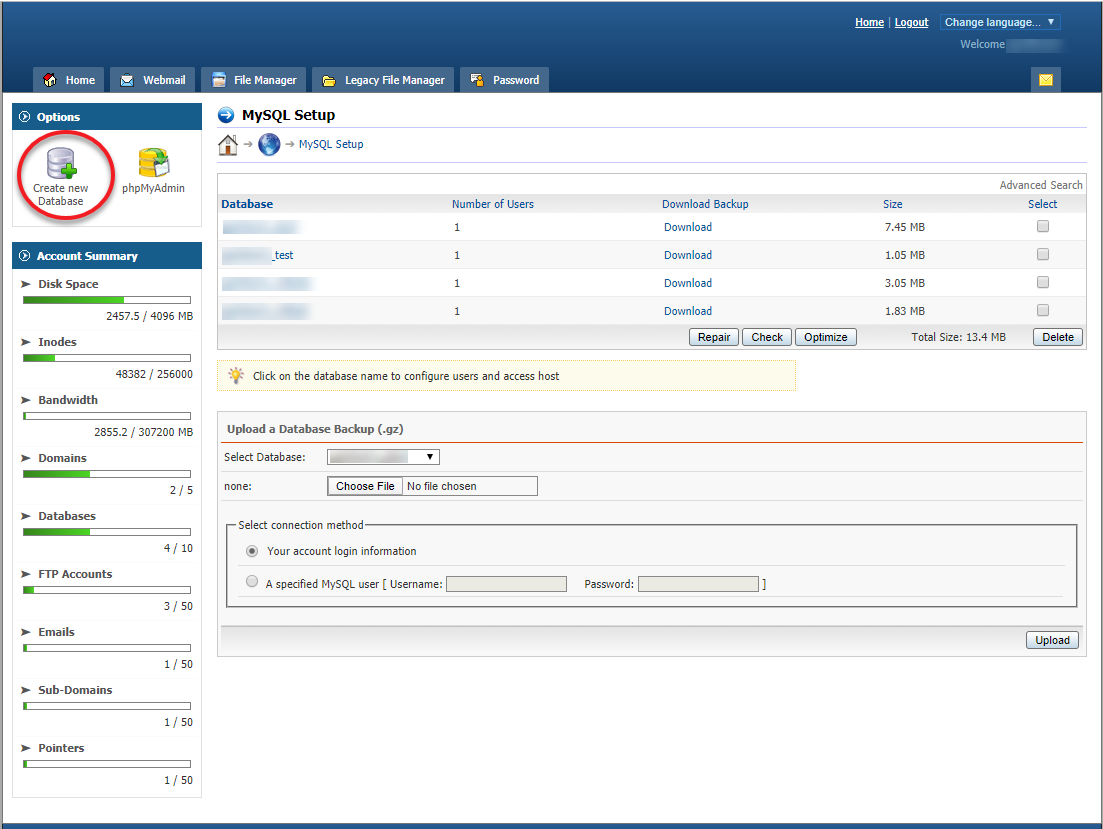 Home | Logout Change language... ▼
Welcome
Home Webmail File Manager Legacy File Manager Password
Options
Create new
Database
phpMyAdmin
Account Summary
Disk Space
2457.5 / 4096 MB
Inodes
48382 / 256000
Bandwidth
2855.2 / 307200 MB
Domains
2 / 5
Databases
4 / 10
FTP Accounts
3 / 50
Emails
1 / 50
Sub-Domains
1 / 50
Pointers
1 / 50
MySQL Setup
MySQL Setup
Advanced Search
Database Number of Users Download Backup Size Select
1 Download 7.45 MB
_test 1 Download 1.05 MB
1 Download 3.05 MB
1 Download 1.83 MB
Repair Check Optimize Total Size: 13.4 MB Delete
Click on the database name to configure users and access host
Upload a Database Backup (.gz)
Select Database:
none: Choose File No file chosen
Select connection method
Your account login information
A specified MySQL user [ Username: Password: ]
Upload